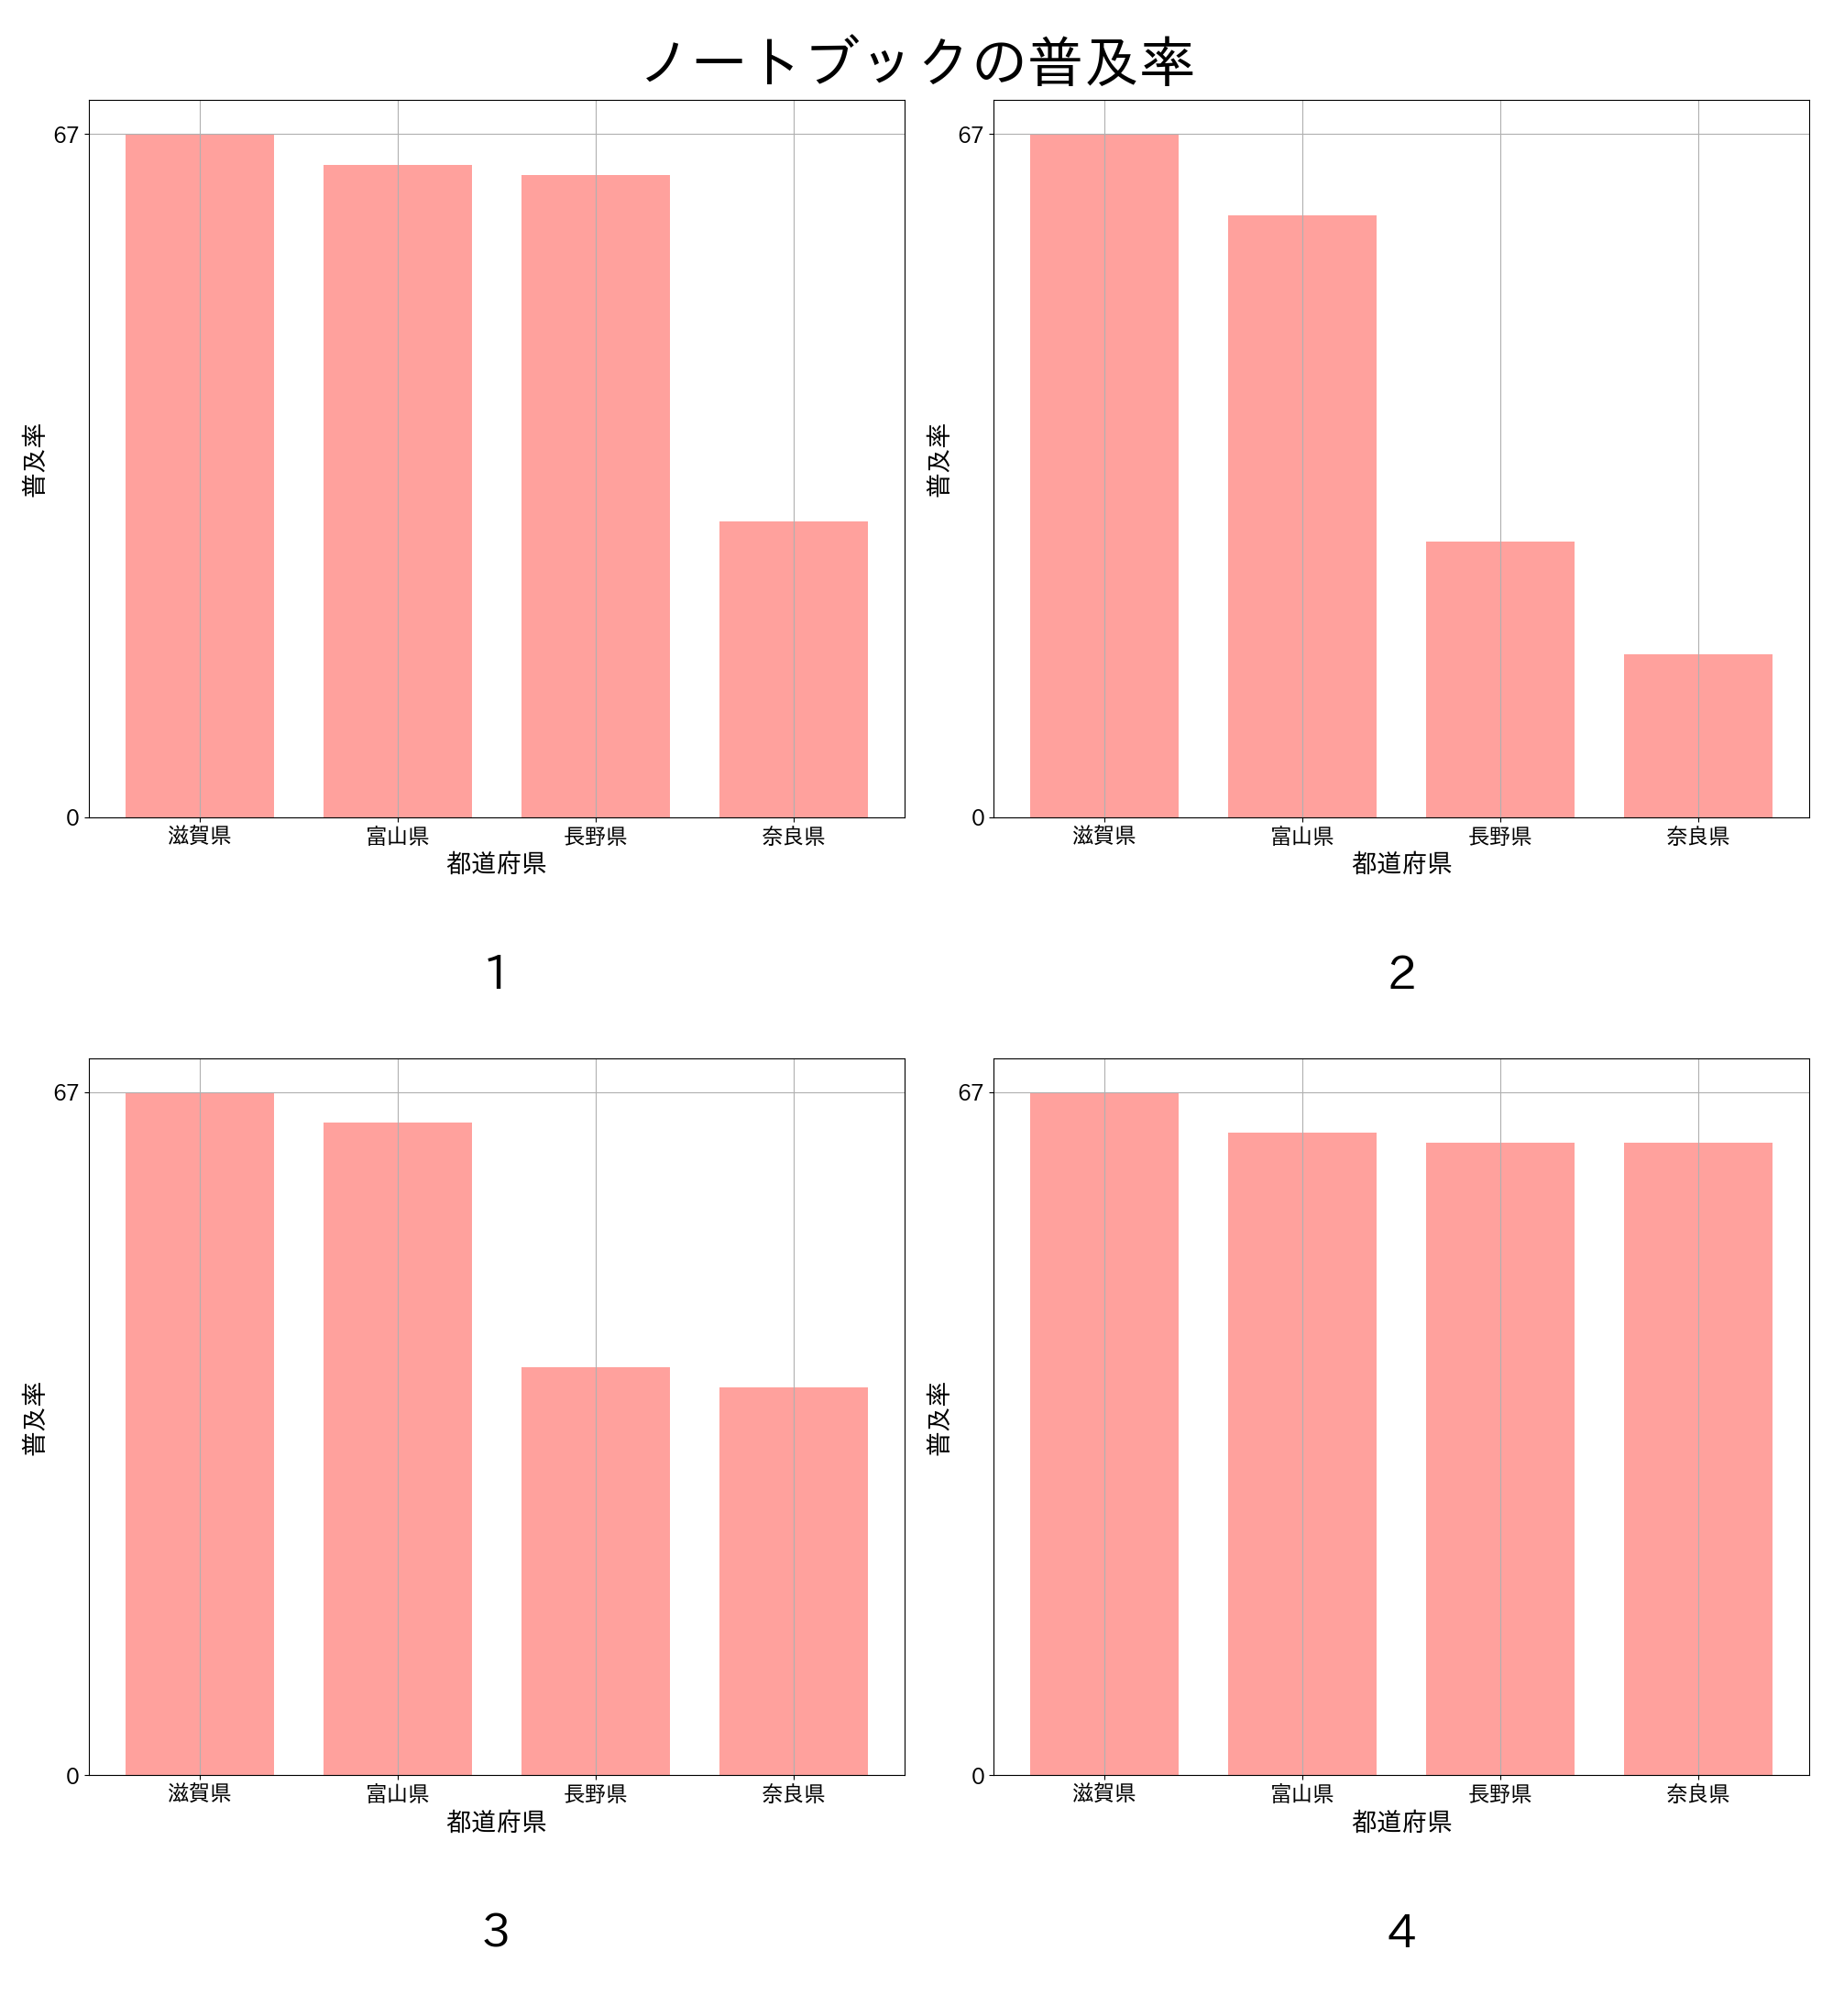 ノートブックの普及率
67
0
普及率
滋賀県 富山県 長野県 奈良県
都道府県
1
67
0
普及率
滋賀県 富山県 長野県 奈良県
都道府県
2
67
0
普及率
滋賀県 富山県 長野県 奈良県
都道府県
3
67
0
普及率
滋賀県 富山県 長野県 奈良県
都道府県
4